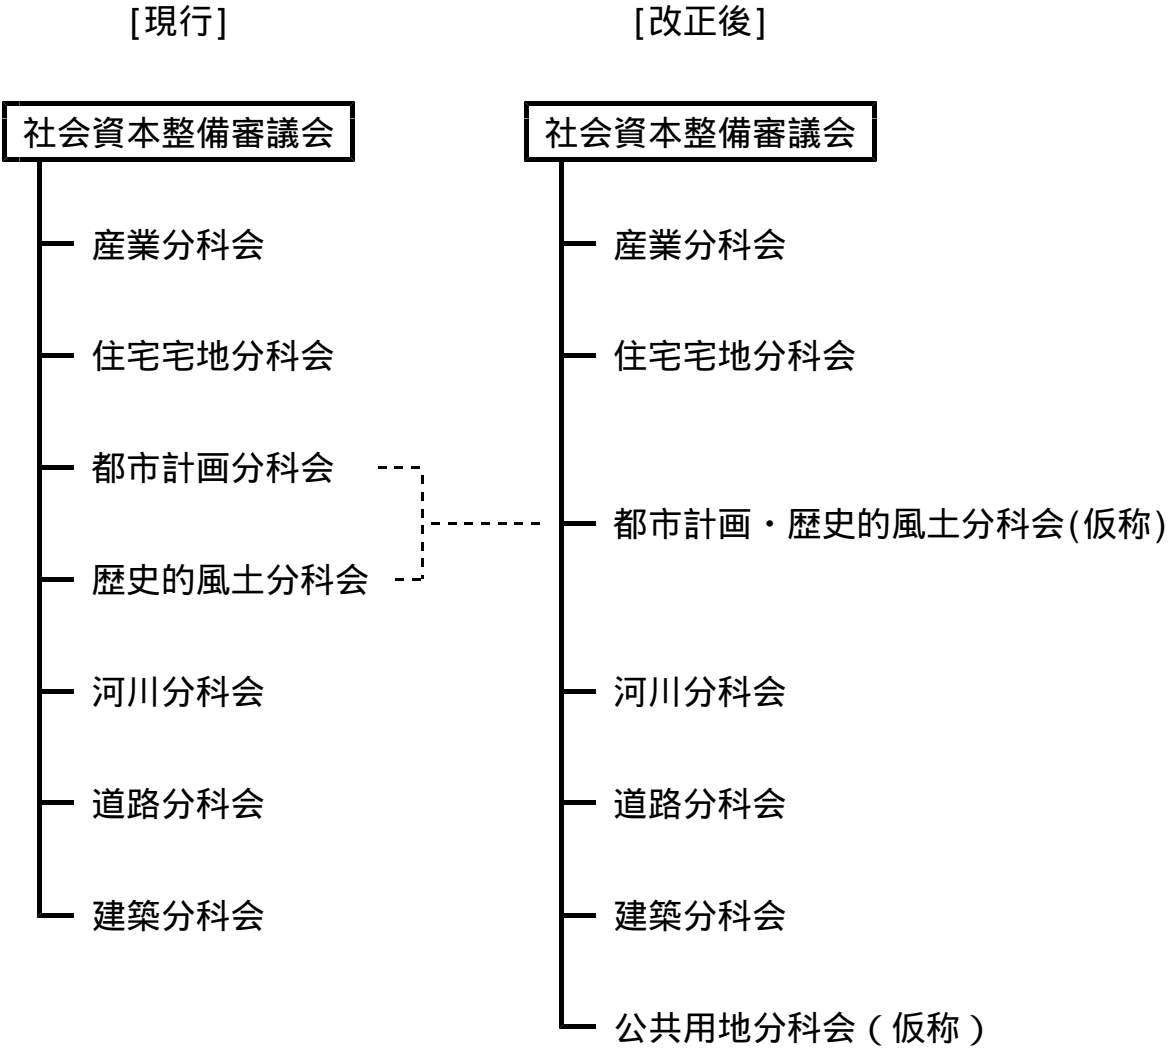 [現行]
社会資本整備審議会
産業分科会
住宅宅地分科会
都市計画分科会
歴史的風土分科会
河川分科会
道路分科会
建築分科会
[改正後]
社会資本整備審議会
産業分科会
住宅宅地分科会
都市計画・歴史的風土分科会(仮称)
河川分科会
道路分科会
建築分科会
公共用地分科会(仮称)